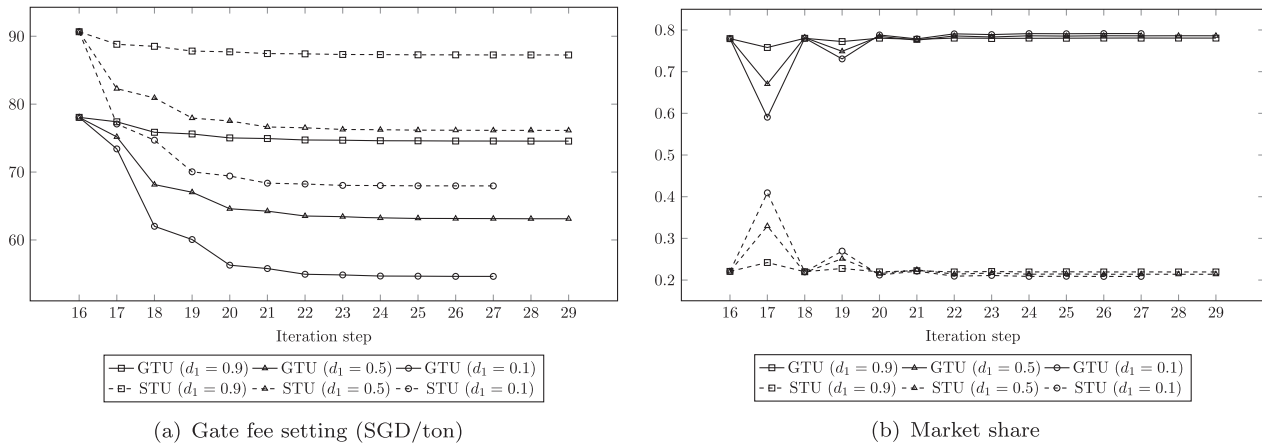 90
80
70
60
16 17 18 19 20 21 22 23 24 25 26 27 28 29
Iteration step
GTU (d₁ = 0.9) GTU (d₁ = 0.5) GTU (d₁ = 0.1)
STU (d₁ = 0.9) STU (d₁ = 0.5) STU (d₁ = 0.1)
(a) Gate fee setting (SGD/ton)
0.8
0.7
0.6
0.5
0.4
0.3
0.2
16 17 18 19 20 21 22 23 24 25 26 27 28 29
Iteration step
GTU (d₁ = 0.9) GTU (d₁ = 0.5) GTU (d₁ = 0.1)
STU (d₁ = 0.9) STU (d₁ = 0.5) STU (d₁ = 0.1)
(b) Market share